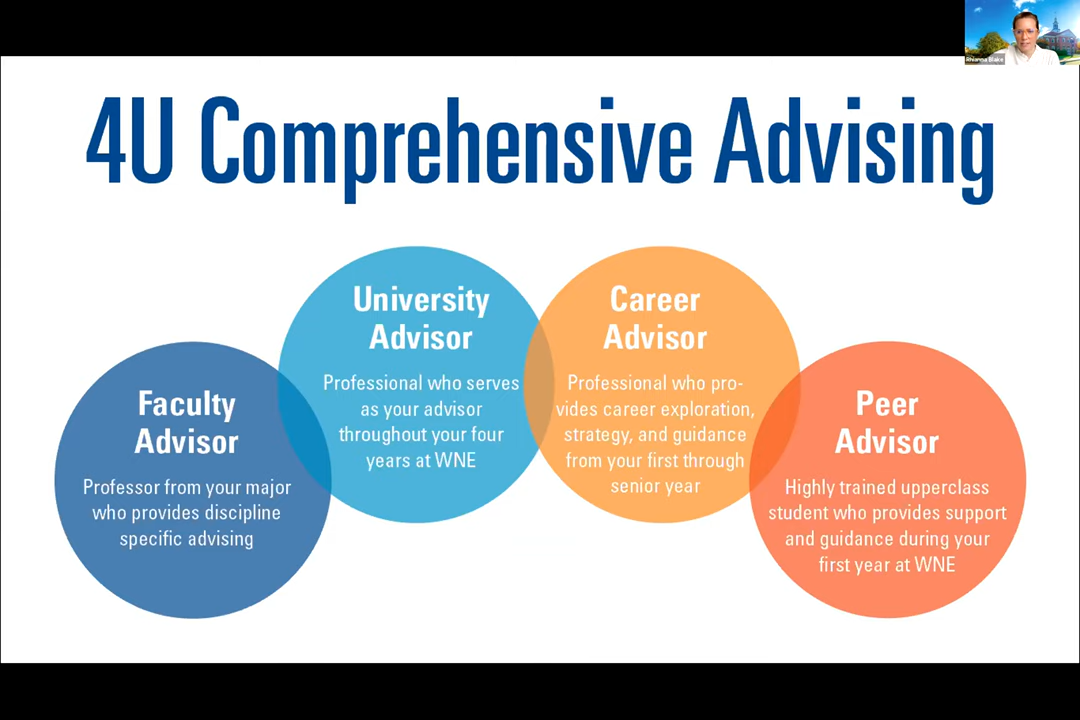 Rhianna Blake
4U Comprehensive Advising
Faculty
Advisor
Professor from your major
who provides discipline
specific advising
University
Advisor
Professional who serves
as your advisor
throughout your four
years at WNE
Career
Advisor
Professional who pro-
vides career exploration,
strategy, and guidance
from your first through
senior year
Peer
Advisor
Highly trained upperclass
student who provides support
and guidance during your
first year at WNE